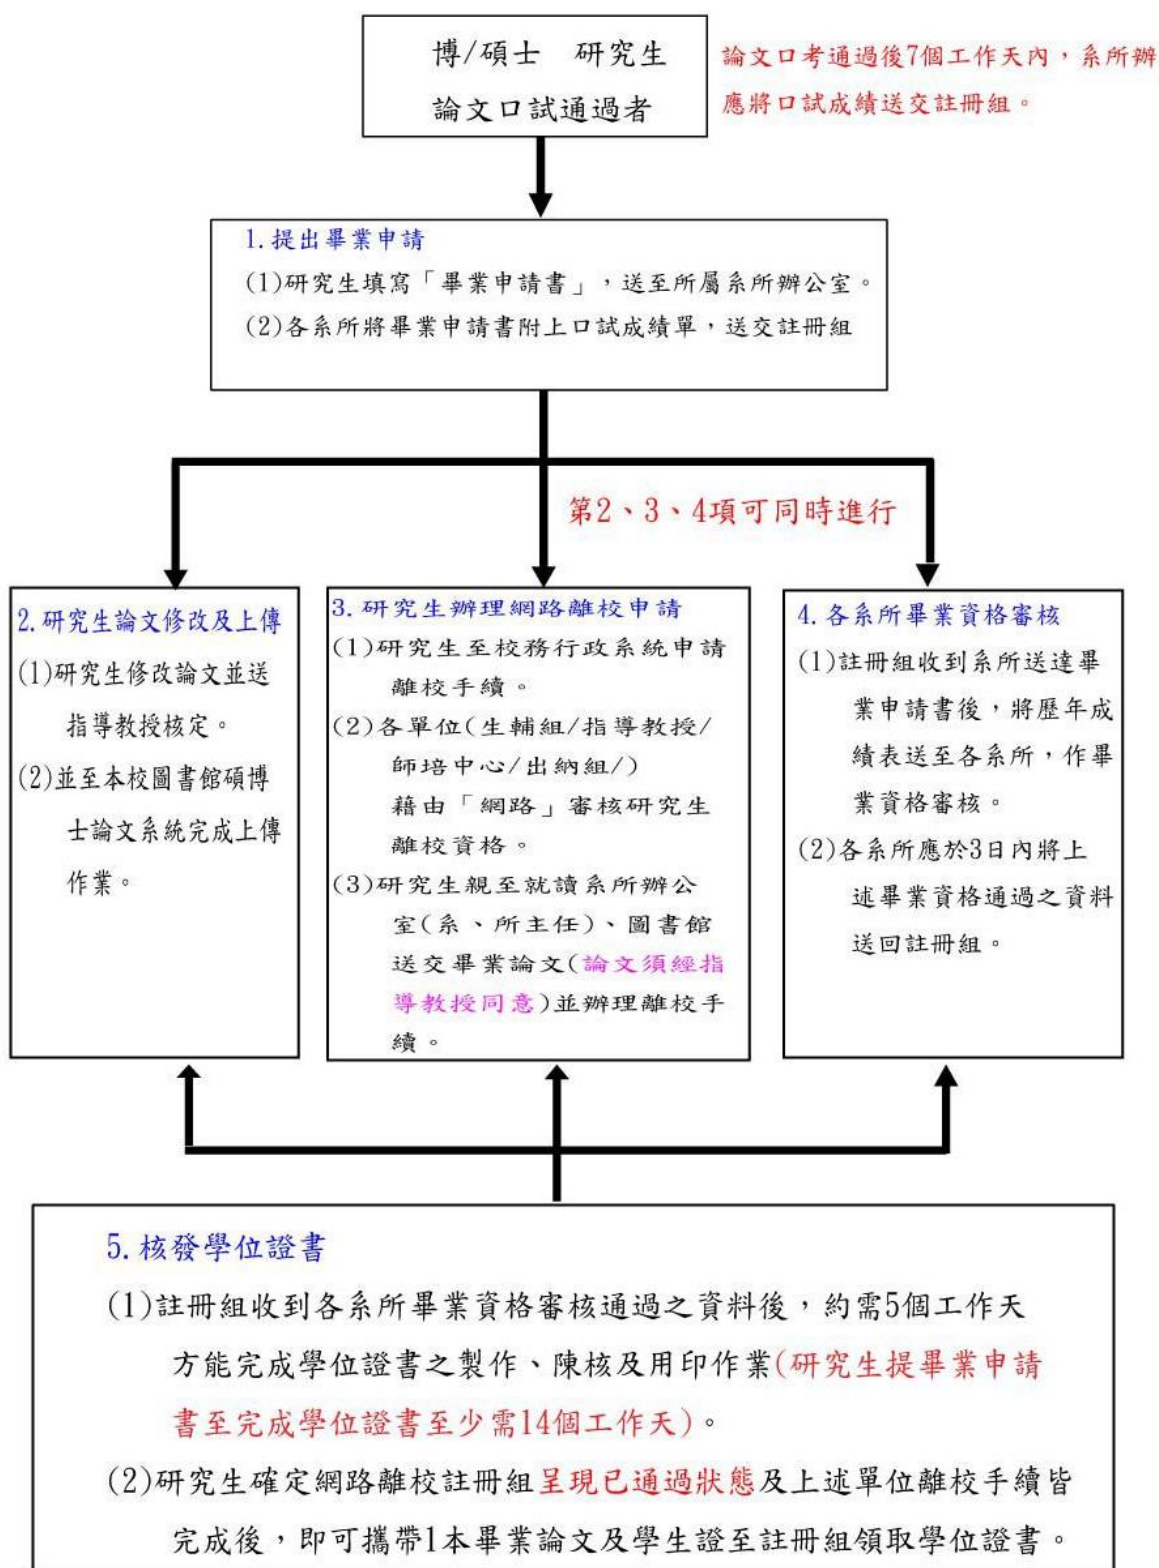 博/碩士　研究生
論文口試通過者
論文口考通過後7個工作天內，系所辦
應將口試成績送交註冊組。
1.提出畢業申請
(1)研究生填寫「畢業申請書」，送至所屬系所辦公室。
(2)各系所將畢業申請書附上口試成績單，送交註冊組
第2、3、4項可同時進行
2.研究生論文修改及上傳
(1)研究生修改論文並送
指導教授核定。
(2)並至本校圖書館碩博
士論文系統完成上傳
作業。
3.研究生辦理網路離校申請
(1)研究生至校務行政系統申請
離校手續。
(2)各單位(生輔組/指導教授/
師培中心/出納組/)
藉由「網路」審核研究生
離校資格。
(3)研究生親至就讀系所辦公
室(系、所主任)、圖書館
送交畢業論文(論文須經指
導教授同意)並辦理離校手
續。
4.各系所畢業資格審核
(1)註冊組收到系所送達畢
業申請書後，將歷年成
績表送至各系所，作畢
業資格審核。
(2)各系所應於3日內將上
述畢業資格通過之資料
送回註冊組。
5.核發學位證書
(1)註冊組收到各系所畢業資格審核通過之資料後，約需5個工作天
方能完成學位證書之製作、陳核及用印作業(研究生提畢業申請
書至完成學位證書至少需14個工作天)。
(2)研究生確定網路離校註冊組呈現已通過狀態及上述單位離校手續皆
完成後，即可攜帶1本畢業論文及學生證至註冊組領取學位證書。